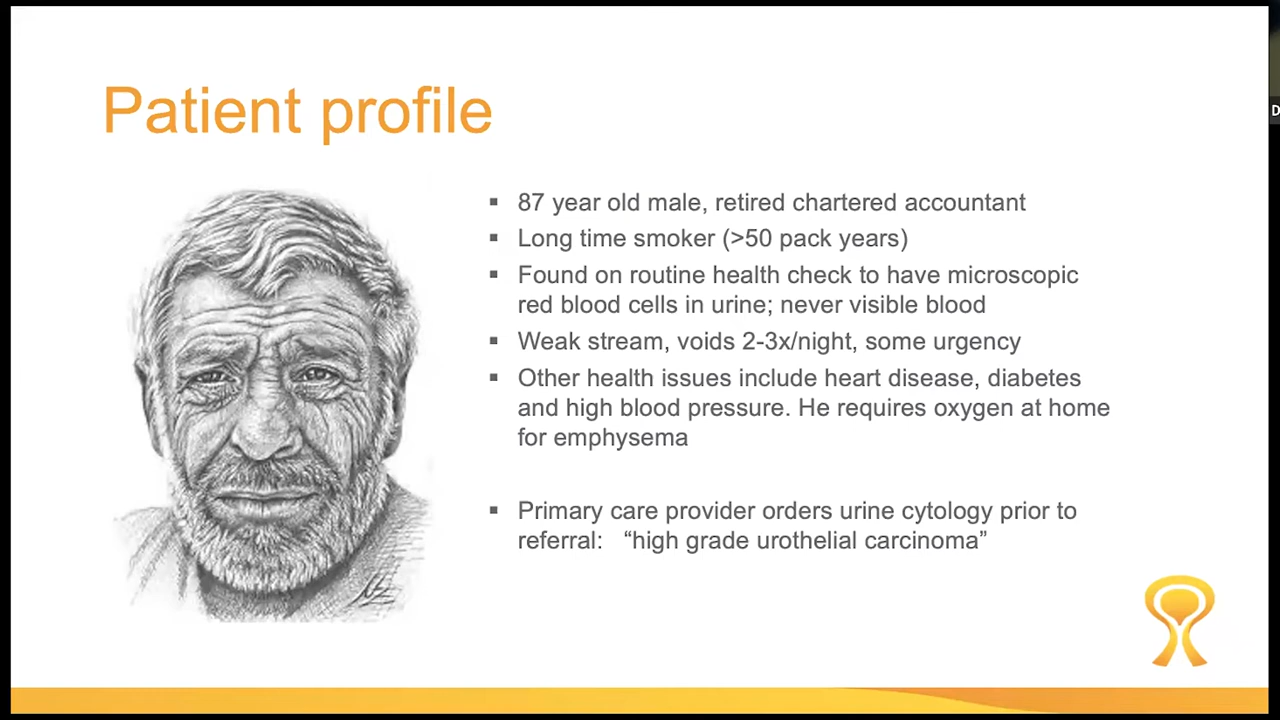 Patient profile
▪ 87 year old male, retired chartered accountant
▪ Long time smoker (>50 pack years)
▪ Found on routine health check to have microscopic
red blood cells in urine; never visible blood
▪ Weak stream, voids 2-3x/night, some urgency
▪ Other health issues include heart disease, diabetes
and high blood pressure. He requires oxygen at home
for emphysema
▪ Primary care provider orders urine cytology prior to
referral: “high grade urothelial carcinoma”
D